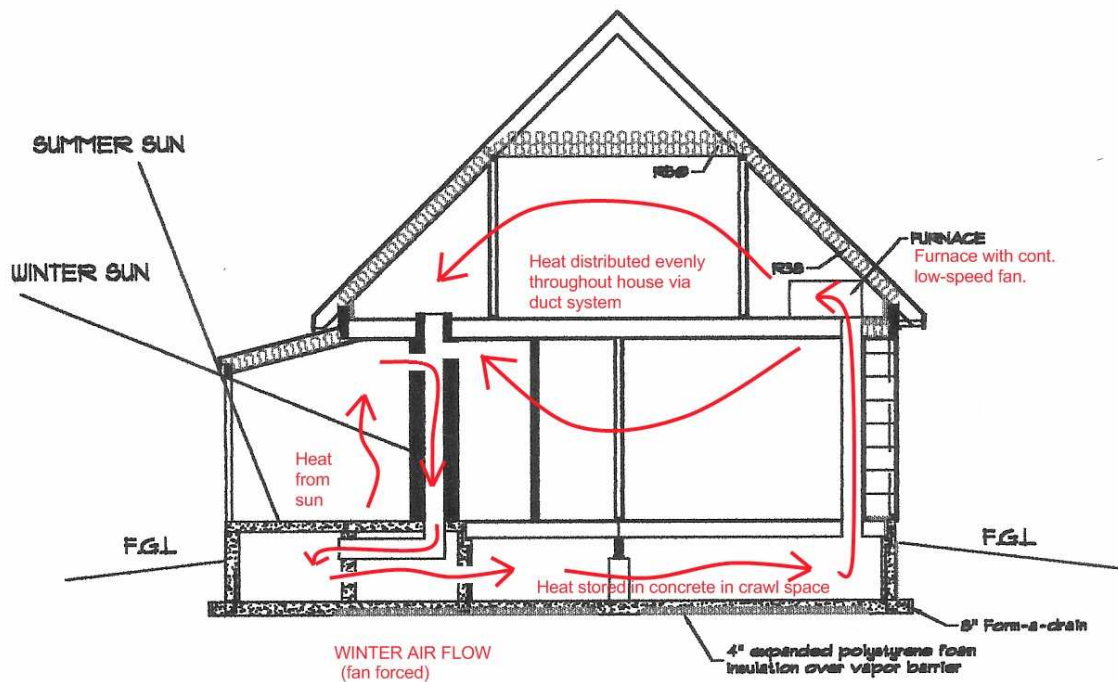 SUMMER SUN
WINTER SUN
FURNACE
Furnace with cont.
low-speed fan.
R38
Heat distributed evenly
throughout house via
duct system
Heat
from
sun
F.G.L
F.G.L
Heat stored in concrete in crawl space
8" Form-a-drain
4" expanded polystyrene foam
insulation over vapor barrier
WINTER AIR FLOW
(fan forced)